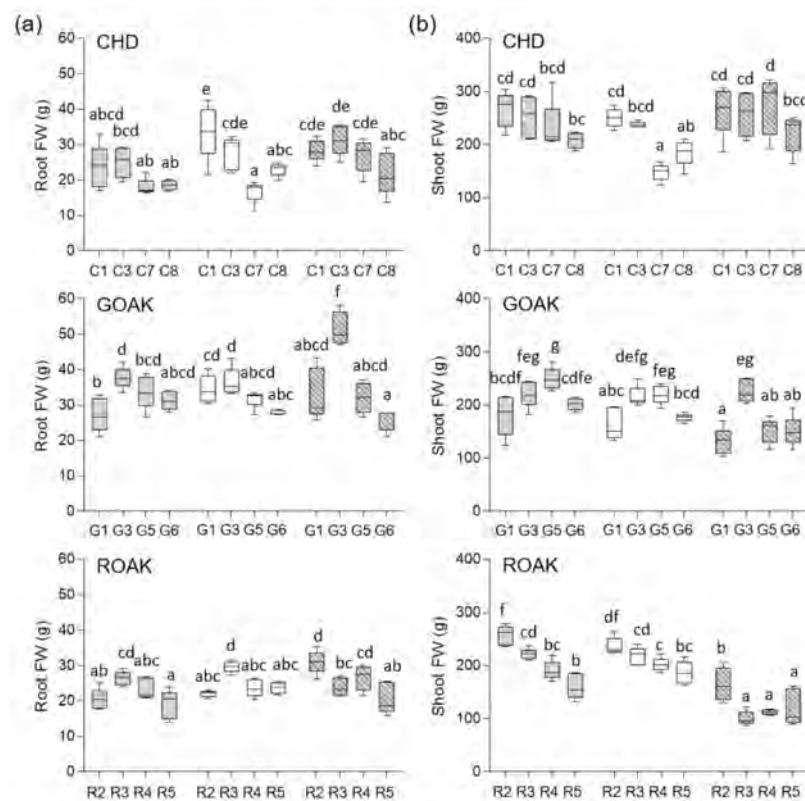 (a)
CHD
Root FW (g)
60
50
40
30
20
10
0
abcd bcd ab ab e cde a abc cde de cde abc
C1 C3 C7 C8 C1 C3 C7 C8 C1 C3 C7 C8
GOAK
Root FW (g)
60
50
40
30
20
10
0
b d bcd abcd cd d abcd abc abcd f abcd a
G1 G3 G5 G6 G1 G3 G5 G6 G1 G3 G5 G6
ROAK
Root FW (g)
60
50
40
30
20
10
0
ab cd abc a abc d abc abc d bc cd ab
R2 R3 R4 R5 R2 R3 R4 R5 R2 R3 R4 R5
(b)
CHD
Shoot FW (g)
400
300
200
100
0
cd cd bcd bc cd bcd a ab cd cd d bcd
C1 C3 C7 C8 C1 C3 C7 C8 C1 C3 C7 C8
GOAK
Shoot FW (g)
400
300
200
100
0
bcdf feg g cdfe abc defg feg bcd a eg ab ab
G1 G3 G5 G6 G1 G3 G5 G6 G1 G3 G5 G6
ROAK
Shoot FW (g)
400
300
200
100
0
f cd bc b df cd c bc b a a a
R2 R3 R4 R5 R2 R3 R4 R5 R2 R3 R4 R5